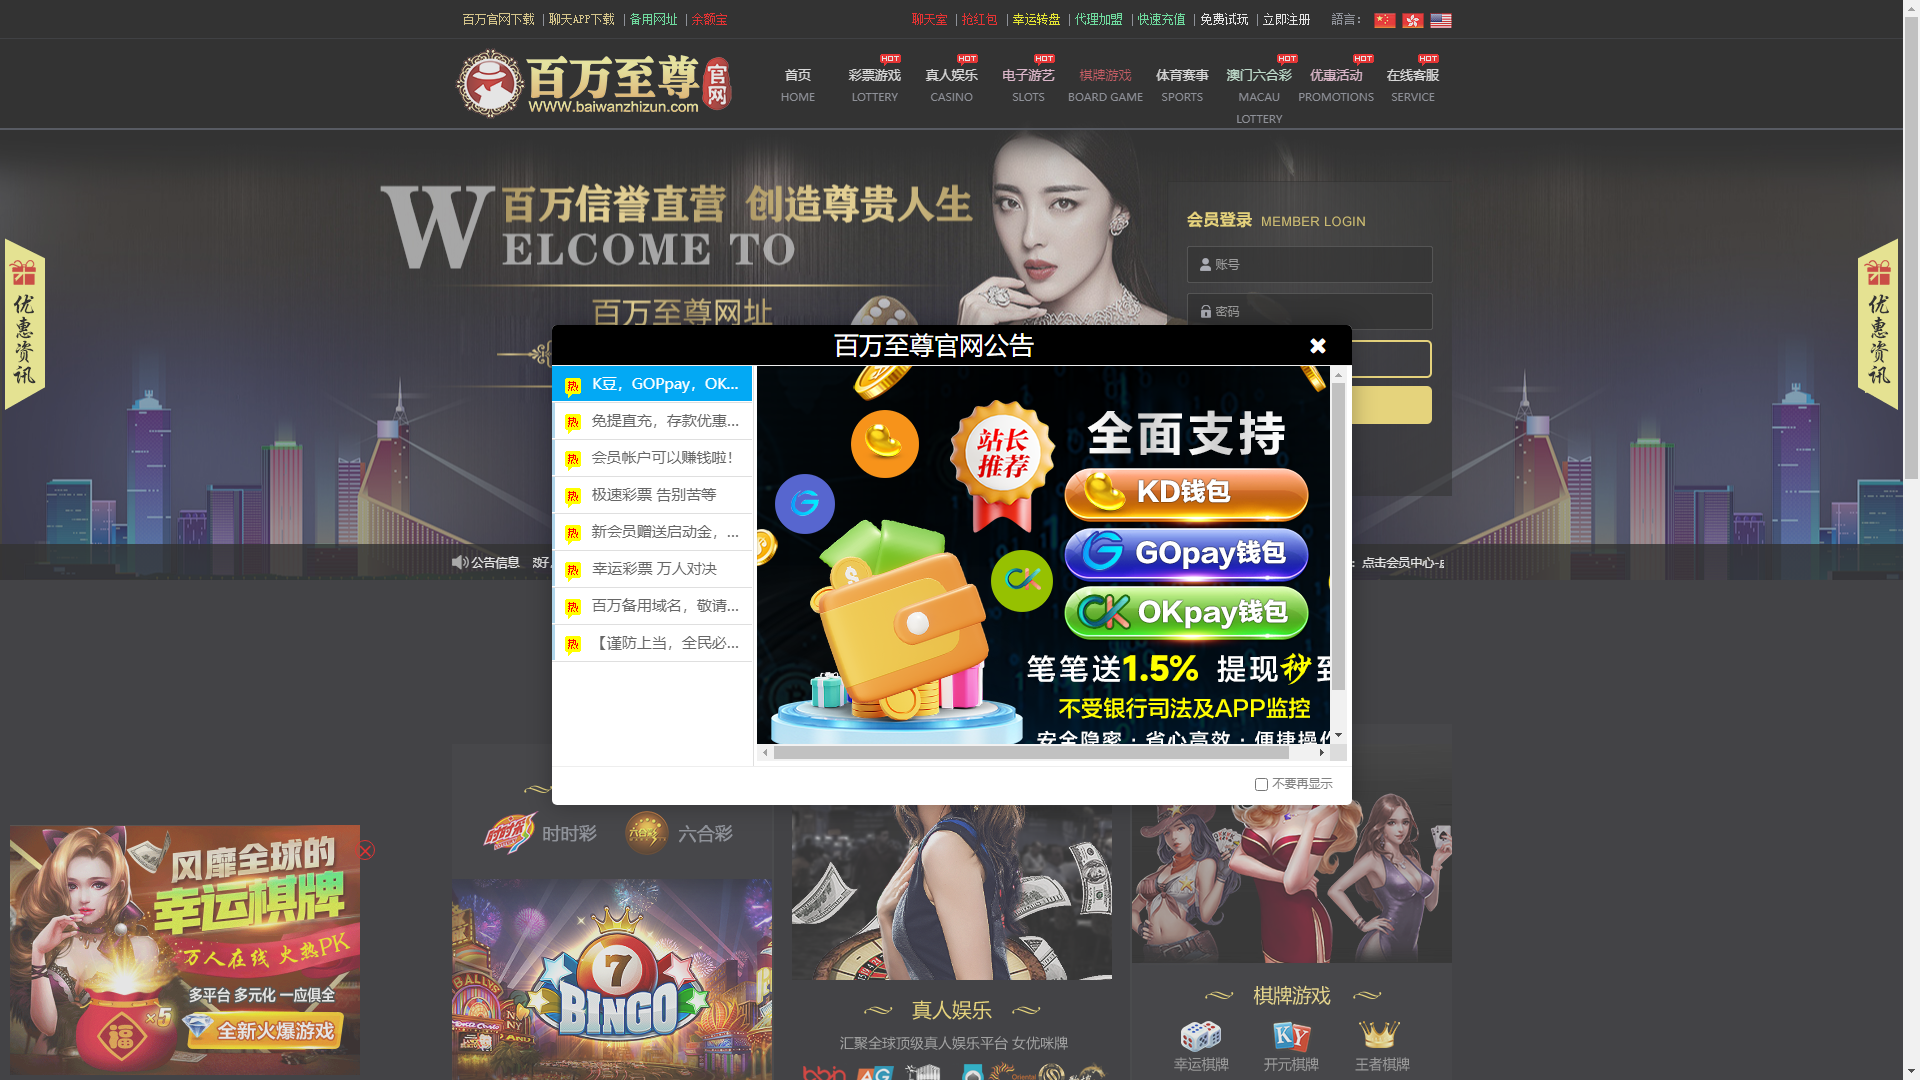 百万官网下载 | 聊天APP下载 | 备用网址 | 余额宝
聊天室 | 抢红包 | 幸运转盘 | 代理加盟 | 快速充值 | 免费试玩 | 立即注册 語言：
百万至尊 官网
WWW.baiwanzhizun.com
首页 HOME
彩票游戏 LOTTERY HOT
真人娱乐 CASINO HOT
电子游艺 SLOTS HOT
棋牌游戏 BOARD GAME
体育赛事 SPORTS
澳门六合彩 MACAU LOTTERY HOT
优惠活动 PROMOTIONS HOT
在线客服 SERVICE HOT
百万信誉直营 创造尊贵人生
WELCOME TO
百万至尊网址
会员登录 MEMBER LOGIN
账号
密码
优惠资讯
优惠资讯
百万至尊官网公告 ✖
热 K豆，GOPpay，OK...
热 免提直充，存款优惠...
热 会员帐户可以赚钱啦！
热 极速彩票 告别苦等
热 新会员赠送启动金，...
热 幸运彩票 万人对决
热 百万备用域名，敬请...
热 【谨防上当，全民必...
站长推荐
全面支持
KD钱包
GOpay钱包
OKpay钱包
笔笔送1.5% 提现秒到
不受银行司法及APP监控
安全隐密·省心高效·便捷操作
不要再显示
公告信息
：点击会员中心-
时时彩
六合彩
7
BINGO
风靡全球的
幸运棋牌
万人在线 火热PK
多平台 多元化 一应俱全
×5
福
全新火爆游戏
真人娱乐
汇聚全球顶级真人娱乐平台 女优咪牌
bbin AG
棋牌游戏
KY
幸运棋牌
开元棋牌
王者棋牌